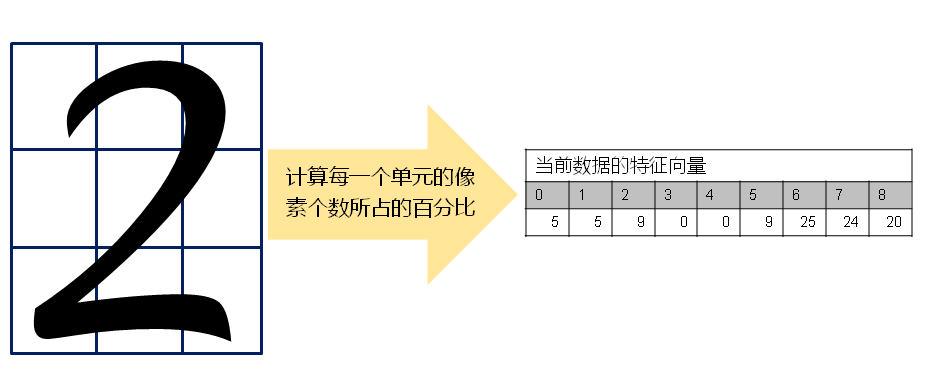 2
计算每一个单元的像
素个数所占的百分比
当前数据的特征向量
0 1 2 3 4 5 6 7 8
5 5 9 0 0 9 25 24 20